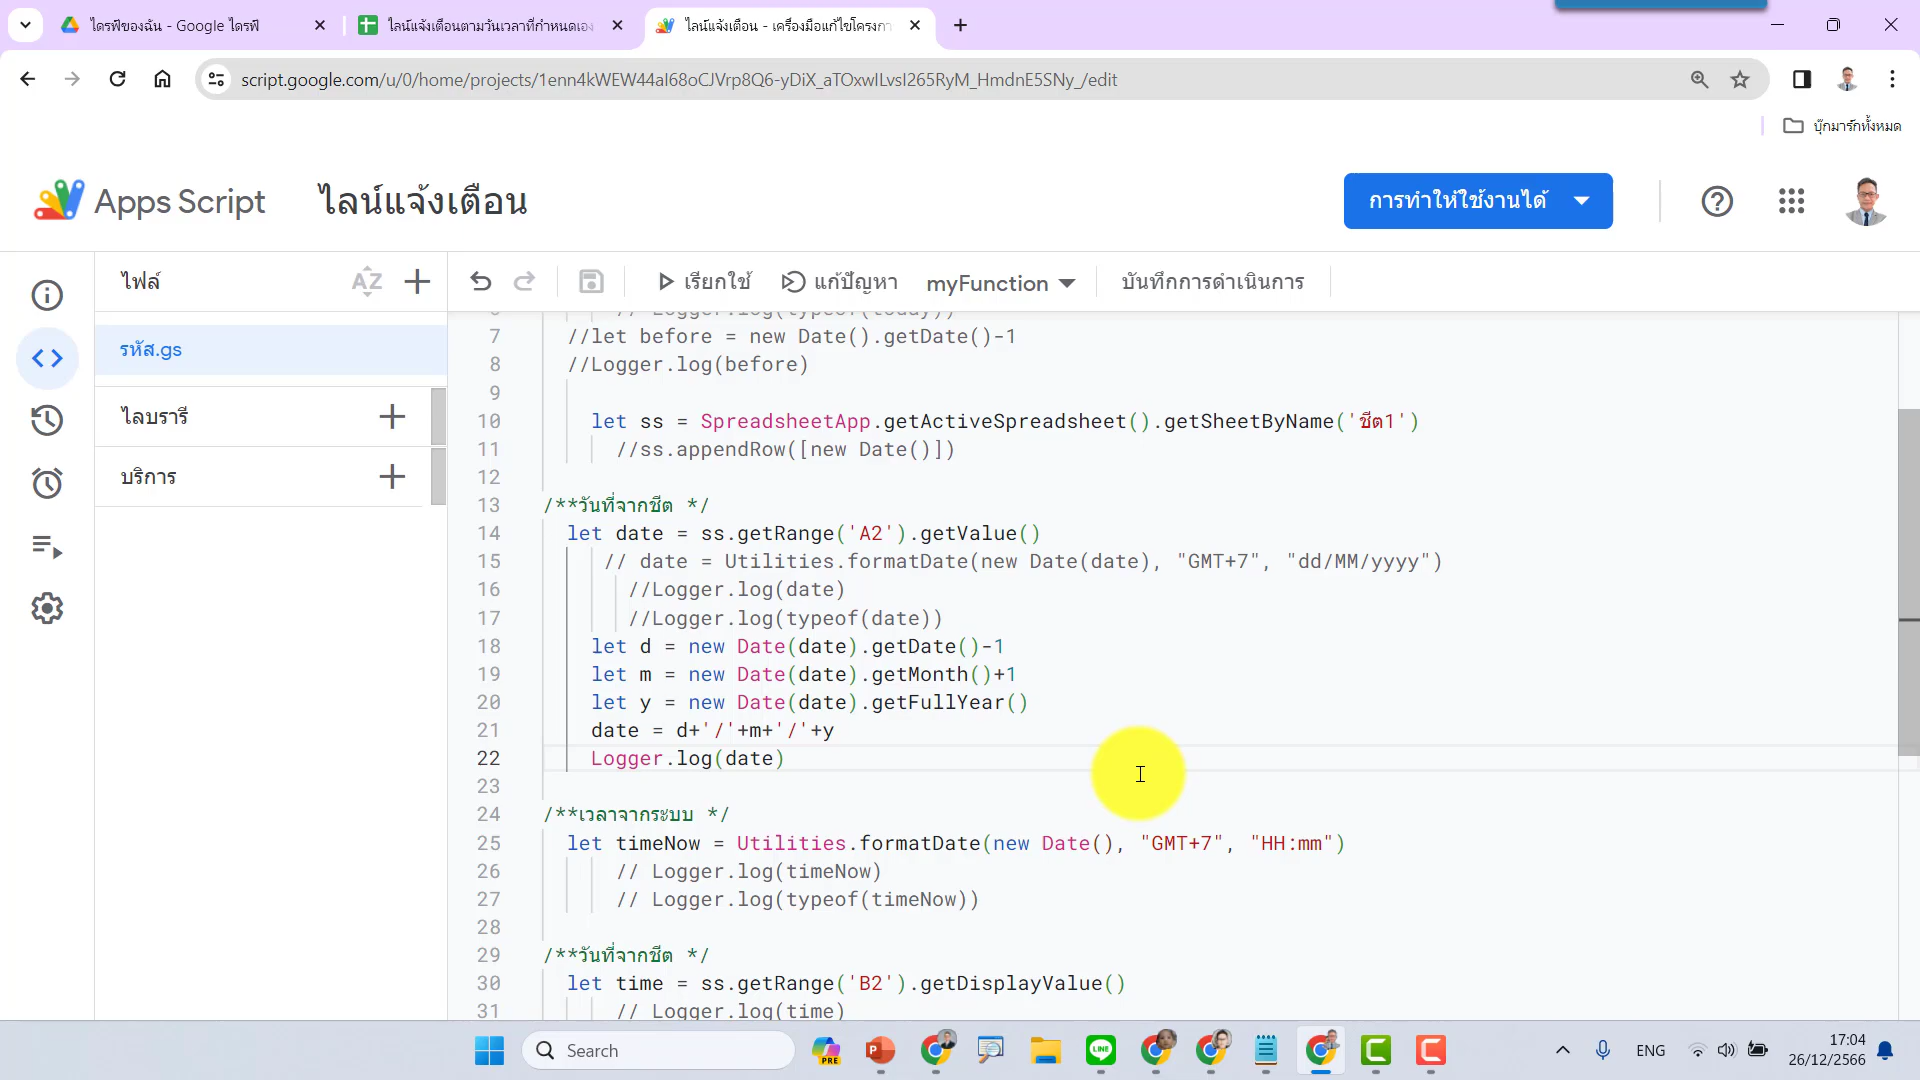 ไดรฟ์ของฉัน - Google ไดรฟ์
ไลน์แจ้งเตือนตามวันเวลาที่กำหนดเอง
ไลน์แจ้งเตือน - เครื่องมือแก้ไขโครงกา
script.google.com/u/0/home/projects/1enn4kWEW44aI68oCJVrp8Q6-yDiX_aTOxwILvsI265RyM_HmdnE5SNy_/edit
บุ๊กมาร์กทั้งหมด
Apps Script
ไลน์แจ้งเตือน
การทำให้ใช้งานได้
ไฟล์
AZ
เรียกใช้
แก้ปัญหา
myFunction
บันทึกการดำเนินการ
รหัส.gs
ไลบรารี
บริการ
6 // Logger.log(typeof(today))
7 //let before = new Date().getDate()-1
8 //Logger.log(before)
9
10 let ss = SpreadsheetApp.getActiveSpreadsheet().getSheetByName('ชีต1')
11 //ss.appendRow([new Date()])
12
13 /**วันที่จากชีต */
14 let date = ss.getRange('A2').getValue()
15 // date = Utilities.formatDate(new Date(date), "GMT+7", "dd/MM/yyyy")
16 //Logger.log(date)
17 //Logger.log(typeof(date))
18 let d = new Date(date).getDate()-1
19 let m = new Date(date).getMonth()+1
20 let y = new Date(date).getFullYear()
21 date = d+'/'+m+'/'+y
22 Logger.log(date)
23
24 /**เวลาจากระบบ */
25 let timeNow = Utilities.formatDate(new Date(), "GMT+7", "HH:mm")
26 // Logger.log(timeNow)
27 // Logger.log(typeof(timeNow))
28
29 /**วันที่จากชีต */
30 let time = ss.getRange('B2').getDisplayValue()
31 // Logger.log(time)
Search
PRE
LINE
ENG
17:04
26/12/2566